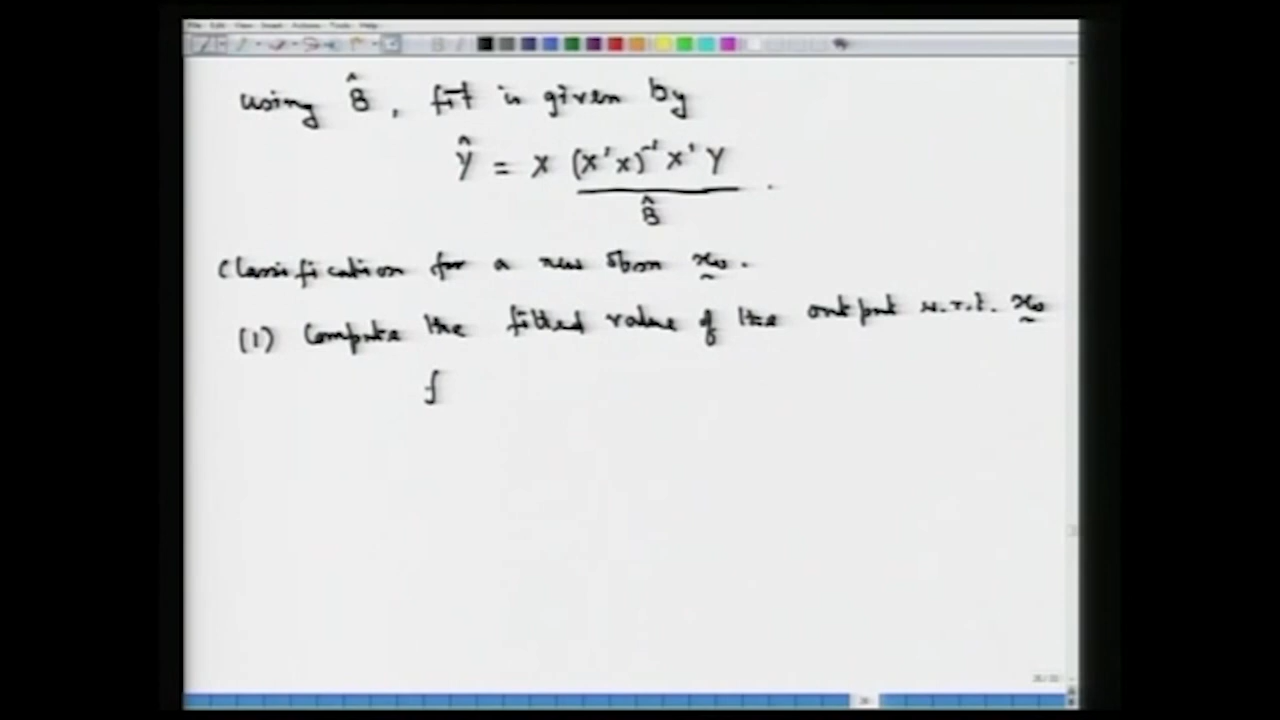 using B̂, fit is given by
Ŷ = X (X'X)⁻¹ X' Y
B̂
Classification for a new obsn x₀.
(1) Compute the fitted value of the output w.r.t. x₀
f